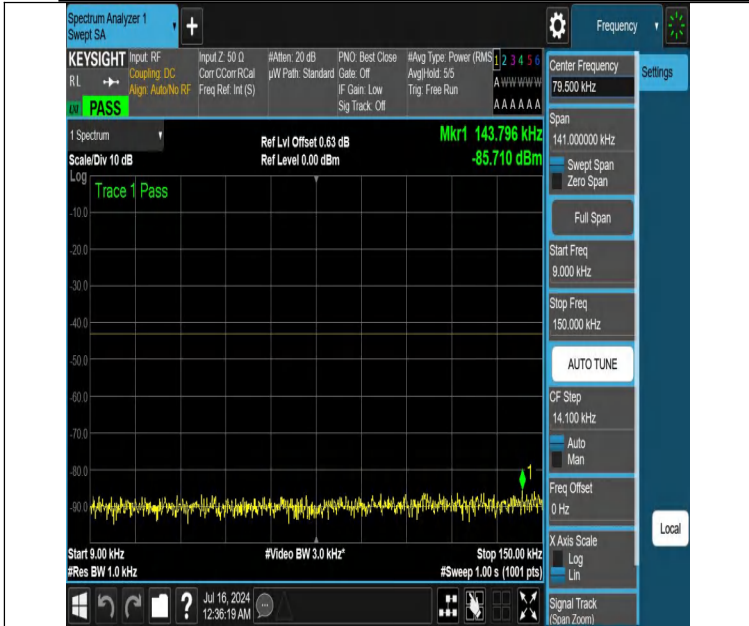 Spectrum Analyzer 1
Swept SA
+
Frequency
KEYSIGHT
Input: RF
Coupling: DC
Align: Auto/No RF
Input Z: 50 Ω
Corr CCorr RCal
Freq Ref: Int (S)
#Atten: 20 dB
µW Path: Standard
PNO: Best Close
Gate: Off
IF Gain: Low
Sig Track: Off
#Avg Type: Power (RMS
Avg|Hold: 5/5
Trig: Free Run
1 2 3 4 5 6
A W W W W W
A A A A A A
RL
LXI
PASS
1 Spectrum
Scale/Div 10 dB
Ref Lvl Offset 0.63 dB
Ref Level 0.00 dBm
Mkr1 143.796 kHz
-85.710 dBm
Log
Trace 1 Pass
-10.0
-20.0
-30.0
-40.0
-50.0
-60.0
-70.0
-80.0
-90.0
1
Start 9.00 kHz
#Res BW 1.0 kHz
#Video BW 3.0 kHz*
Stop 150.00 kHz
#Sweep 1.00 s (1001 pts)
?
Jul 16, 2024
12:36:19 AM
Center Frequency
79.500 kHz
Settings
Span
141.000000 kHz
Swept Span
Zero Span
Full Span
Start Freq
9.000 kHz
Stop Freq
150.000 kHz
AUTO TUNE
CF Step
14.100 kHz
Auto
Man
Freq Offset
0 Hz
X Axis Scale
Log
Lin
Local
Signal Track
(Span Zoom)